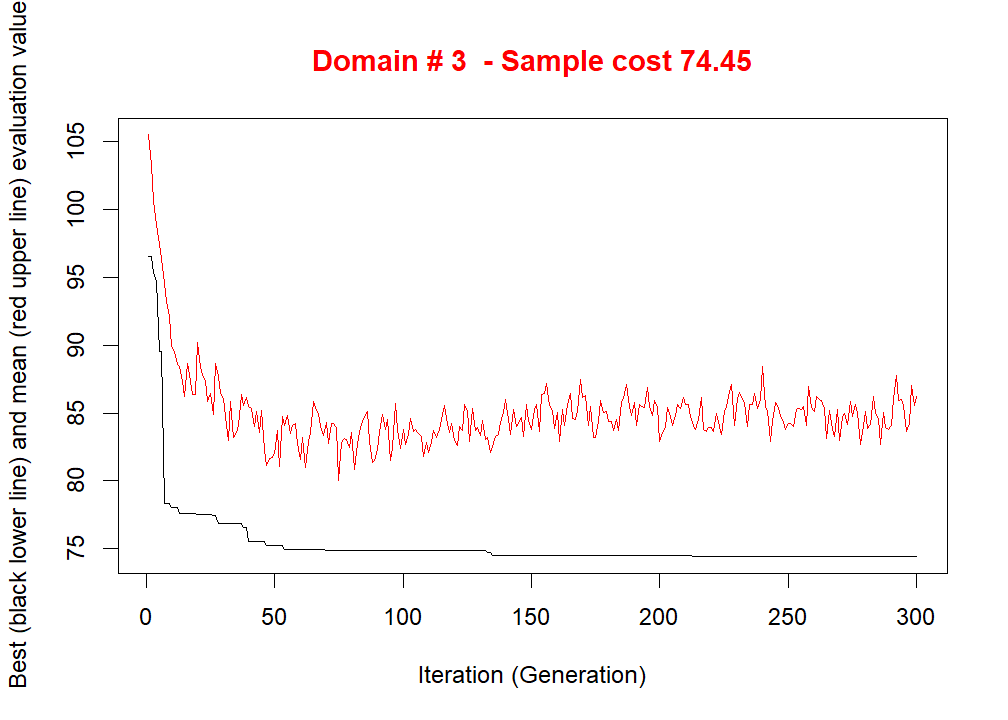 Domain # 3  - Sample cost 74.45
Best (black lower line) and mean (red upper line) evaluation value
105
100
95
90
85
80
75
0 50 100 150 200 250 300
Iteration (Generation)